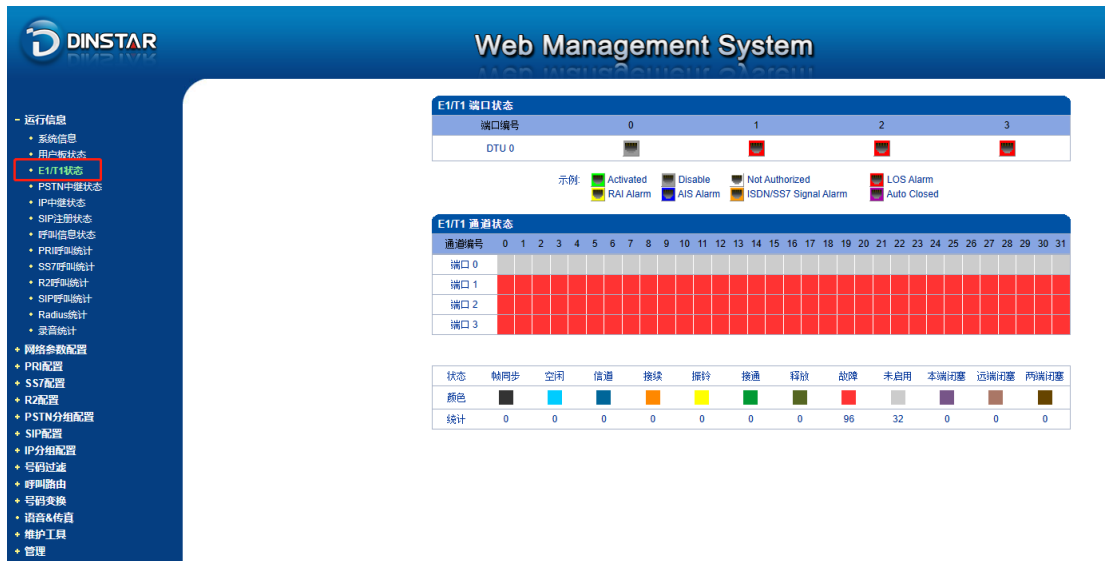 DINSTAR
Web Management System
- 运行信息
• 系统信息
• 用户板状态
• E1/T1状态
• PSTN中继状态
• IP中继状态
• SIP注册状态
• 呼叫信息状态
• PRI呼叫统计
• SS7呼叫统计
• R2呼叫统计
• SIP呼叫统计
• Radius统计
• 录音统计
+ 网络参数配置
+ PRI配置
+ SS7配置
+ R2配置
+ PSTN分组配置
+ SIP配置
+ IP分组配置
+ 号码过滤
+ 呼叫路由
+ 号码变换
• 语音&传真
+ 维护工具
+ 管理
E1/T1 端口状态
端口编号 0 1 2 3
DTU 0
示例: Activated Disable Not Authorized LOS Alarm
RAI Alarm AIS Alarm ISDN/SS7 Signal Alarm Auto Closed
E1/T1 通道状态
通道编号 0 1 2 3 4 5 6 7 8 9 10 11 12 13 14 15 16 17 18 19 20 21 22 23 24 25 26 27 28 29 30 31
端口 0
端口 1
端口 2
端口 3
状态 帧同步 空闲 信道 接续 振铃 接通 释放 故障 未启用 本端闭塞 远端闭塞 两端闭塞
颜色
统计 0 0 0 0 0 0 0 96 32 0 0 0